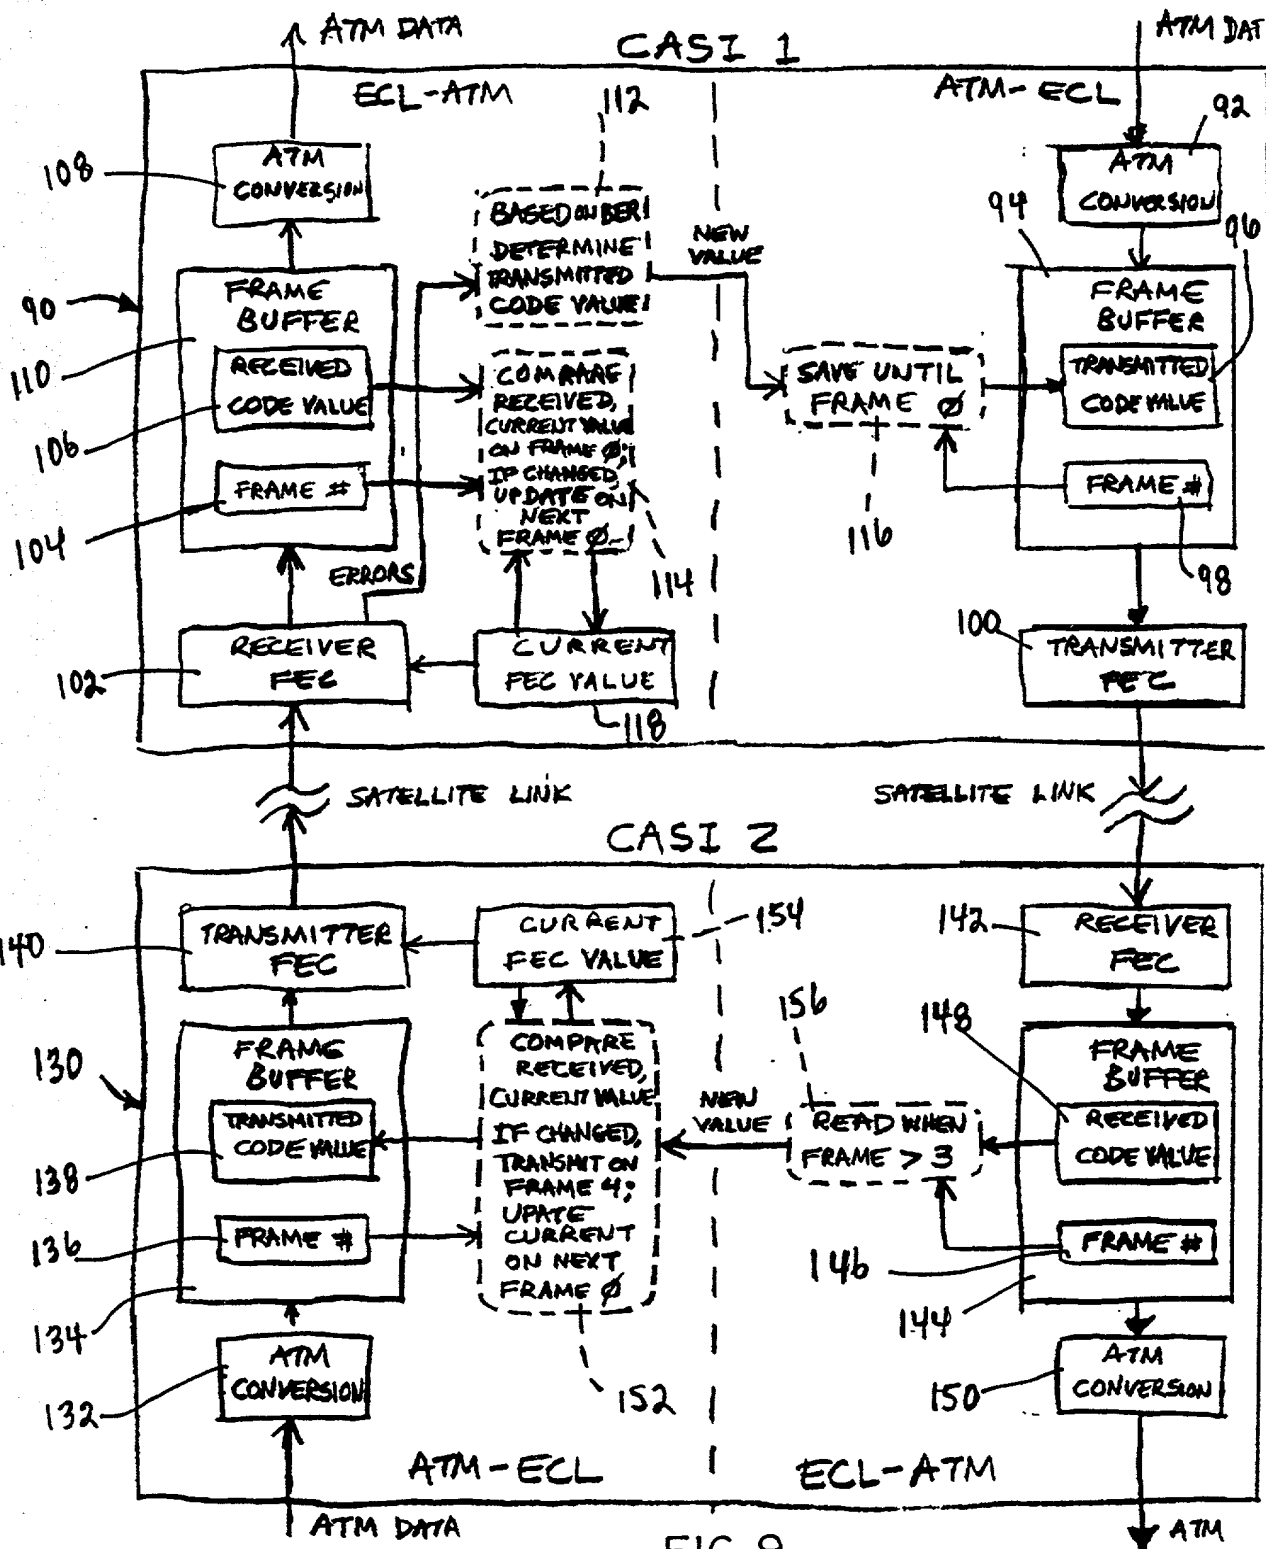 ATM DATA
CASI 1
ATM DAT
ECL-ATM
ATM-ECL
112
92
ATM
CONVERSION
108
ATM
CONVERSION
94
96
BASED ON BER
DETERMINE
TRANSMITTED
CODE VALUE
NEW
VALUE
90
FRAME
BUFFER
110
RECEIVED
CODE VALUE
106
FRAME #
104
COMPARE
RECEIVED,
CURRENT VALUE
ON FRAME Ø;
IF CHANGED,
UPDATE ON
NEXT
FRAME Ø
SAVE UNTIL
FRAME Ø
116
FRAME
BUFFER
TRANSMITTED
CODE VALUE
FRAME #
98
ERRORS
114
RECEIVER
FEC
102
CURRENT
FEC VALUE
118
100
TRANSMITTER
FEC
SATELLITE LINK
SATELLITE LINK
CASI 2
TRANSMITTER
FEC
140
CURRENT
FEC VALUE
154
142
RECEIVER
FEC
156
148
130
FRAME
BUFFER
TRANSMITTED
CODE VALUE
138
FRAME #
136
134
COMPARE
RECEIVED,
CURRENT VALUE
IF CHANGED,
TRANSMIT ON
FRAME 4;
UPATE
CURRENT
ON NEXT
FRAME Ø
NEW
VALUE
READ WHEN
FRAME > 3
FRAME
BUFFER
RECEIVED
CODE VALUE
FRAME #
146
144
ATM
CONVERSION
132
152
ATM
CONVERSION
150
ATM-ECL
ECL-ATM
ATM DATA
FIG 9
ATM